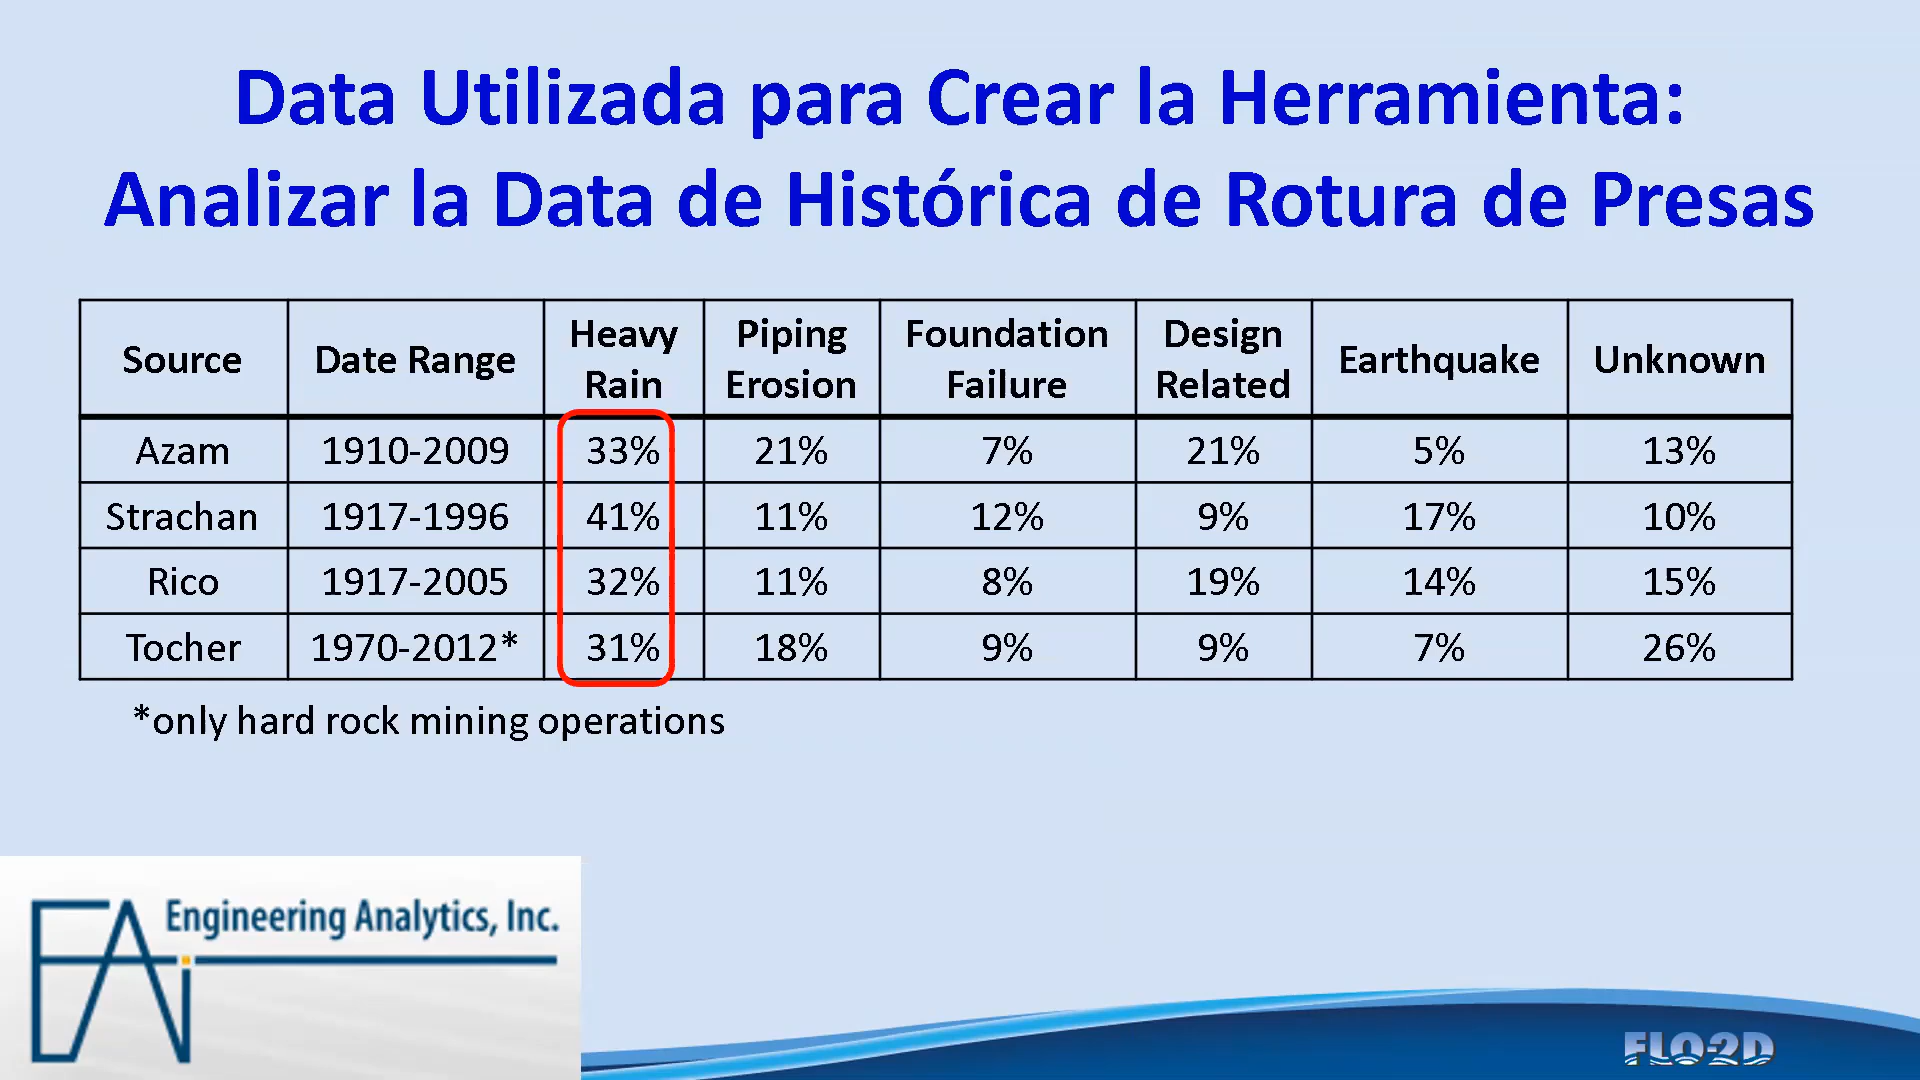 Data Utilizada para Crear la Herramienta:
Analizar la Data de Histórica de Rotura de Presas
Source Date Range Heavy Rain Piping Erosion Foundation Failure Design Related Earthquake Unknown
Azam 1910-2009 33% 21% 7% 21% 5% 13%
Strachan 1917-1996 41% 11% 12% 9% 17% 10%
Rico 1917-2005 32% 11% 8% 19% 14% 15%
Tocher 1970-2012* 31% 18% 9% 9% 7% 26%
*only hard rock mining operations
EAi Engineering Analytics, Inc.
FLO2D